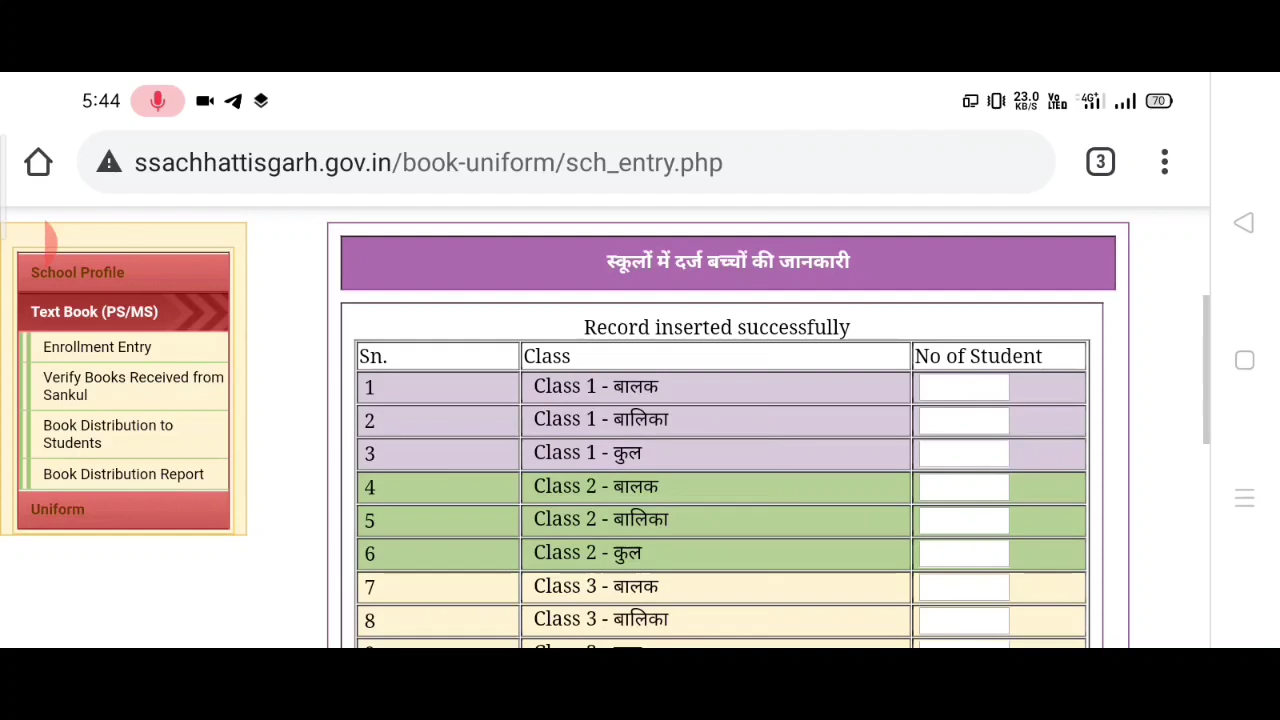 5:44 23.0 KB/S Vo LTED 4G+ 70
ssachhattisgarh.gov.in/book-uniform/sch_entry.php 3
School Profile
Text Book (PS/MS)
Enrollment Entry
Verify Books Received from
Sankul
Book Distribution to
Students
Book Distribution Report
Uniform
स्कूलों में दर्ज बच्चों की जानकारी
Record inserted successfully
Sn. Class No of Student
1 Class 1 - बालक
2 Class 1 - बालिका
3 Class 1 - कुल
4 Class 2 - बालक
5 Class 2 - बालिका
6 Class 2 - कुल
7 Class 3 - बालक
8 Class 3 - बालिका